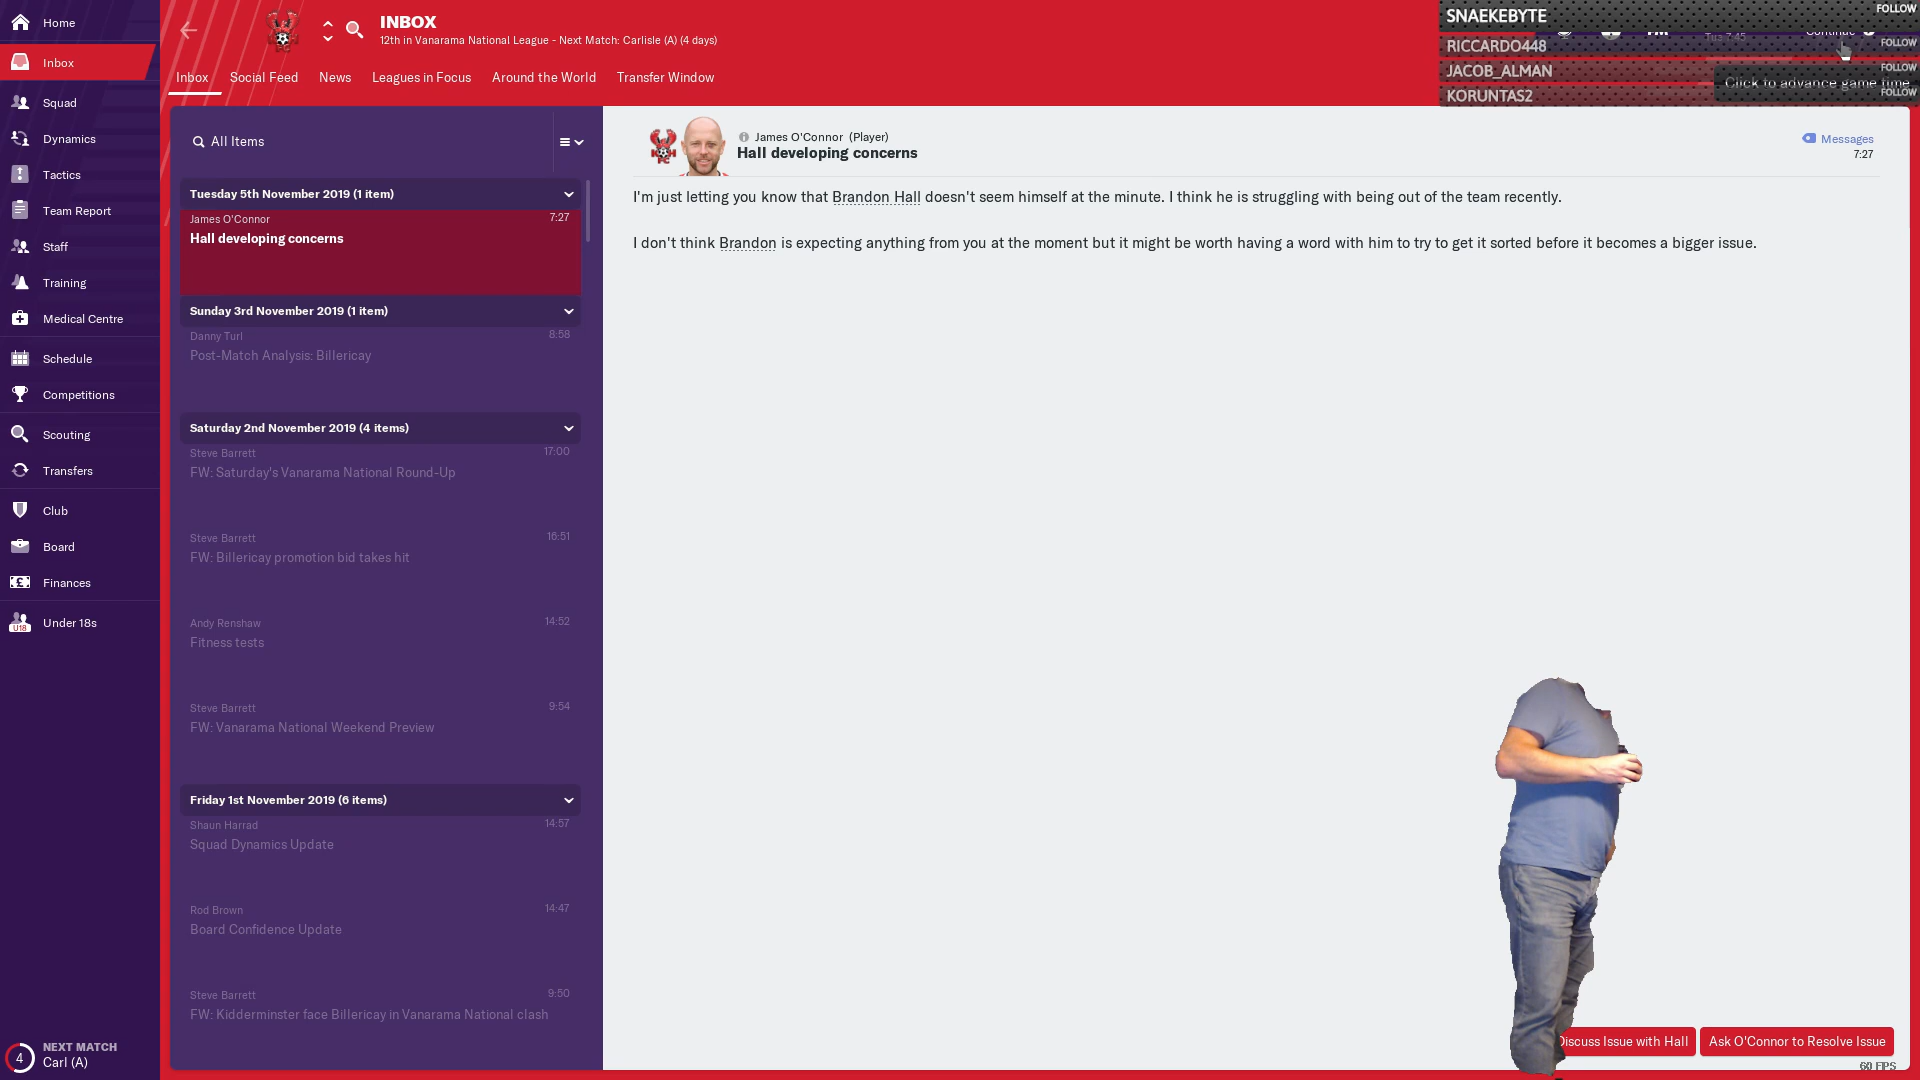 Home
Inbox
Squad
Dynamics
Tactics
Team Report
Staff
Training
Medical Centre
Schedule
Competitions
Scouting
Transfers
Club
Board
Finances
U18
Under 18s
4
NEXT MATCH
Carl (A)
INBOX
12th in Vanarama National League - Next Match: Carlisle (A) (4 days)
Inbox
Social Feed
News
Leagues in Focus
Around the World
Transfer Window
SNAEKEBYTE
FOLLOW
RICCARDO448
FOLLOW
JACOB_ALMAN
FOLLOW
KORUNTAS2
FOLLOW
Tue 7:45
Continue
Click to advance game time
All Items
Tuesday 5th November 2019 (1 item)
James O'Connor
7:27
Hall developing concerns
Sunday 3rd November 2019 (1 item)
Danny Turl
8:58
Post-Match Analysis: Billericay
Saturday 2nd November 2019 (4 items)
Steve Barrett
17:00
FW: Saturday's Vanarama National Round-Up
Steve Barrett
16:51
FW: Billericay promotion bid takes hit
Andy Renshaw
14:52
Fitness tests
Steve Barrett
9:54
FW: Vanarama National Weekend Preview
Friday 1st November 2019 (6 items)
Shaun Harrad
14:57
Squad Dynamics Update
Rod Brown
14:47
Board Confidence Update
Steve Barrett
9:50
FW: Kidderminster face Billericay in Vanarama National clash
James O'Connor (Player)
Hall developing concerns
Messages
7:27
I'm just letting you know that Brandon Hall doesn't seem himself at the minute. I think he is struggling with being out of the team recently.
I don't think Brandon is expecting anything from you at the moment but it might be worth having a word with him to try to get it sorted before it becomes a bigger issue.
Discuss Issue with Hall
Ask O'Connor to Resolve Issue
60 FPS